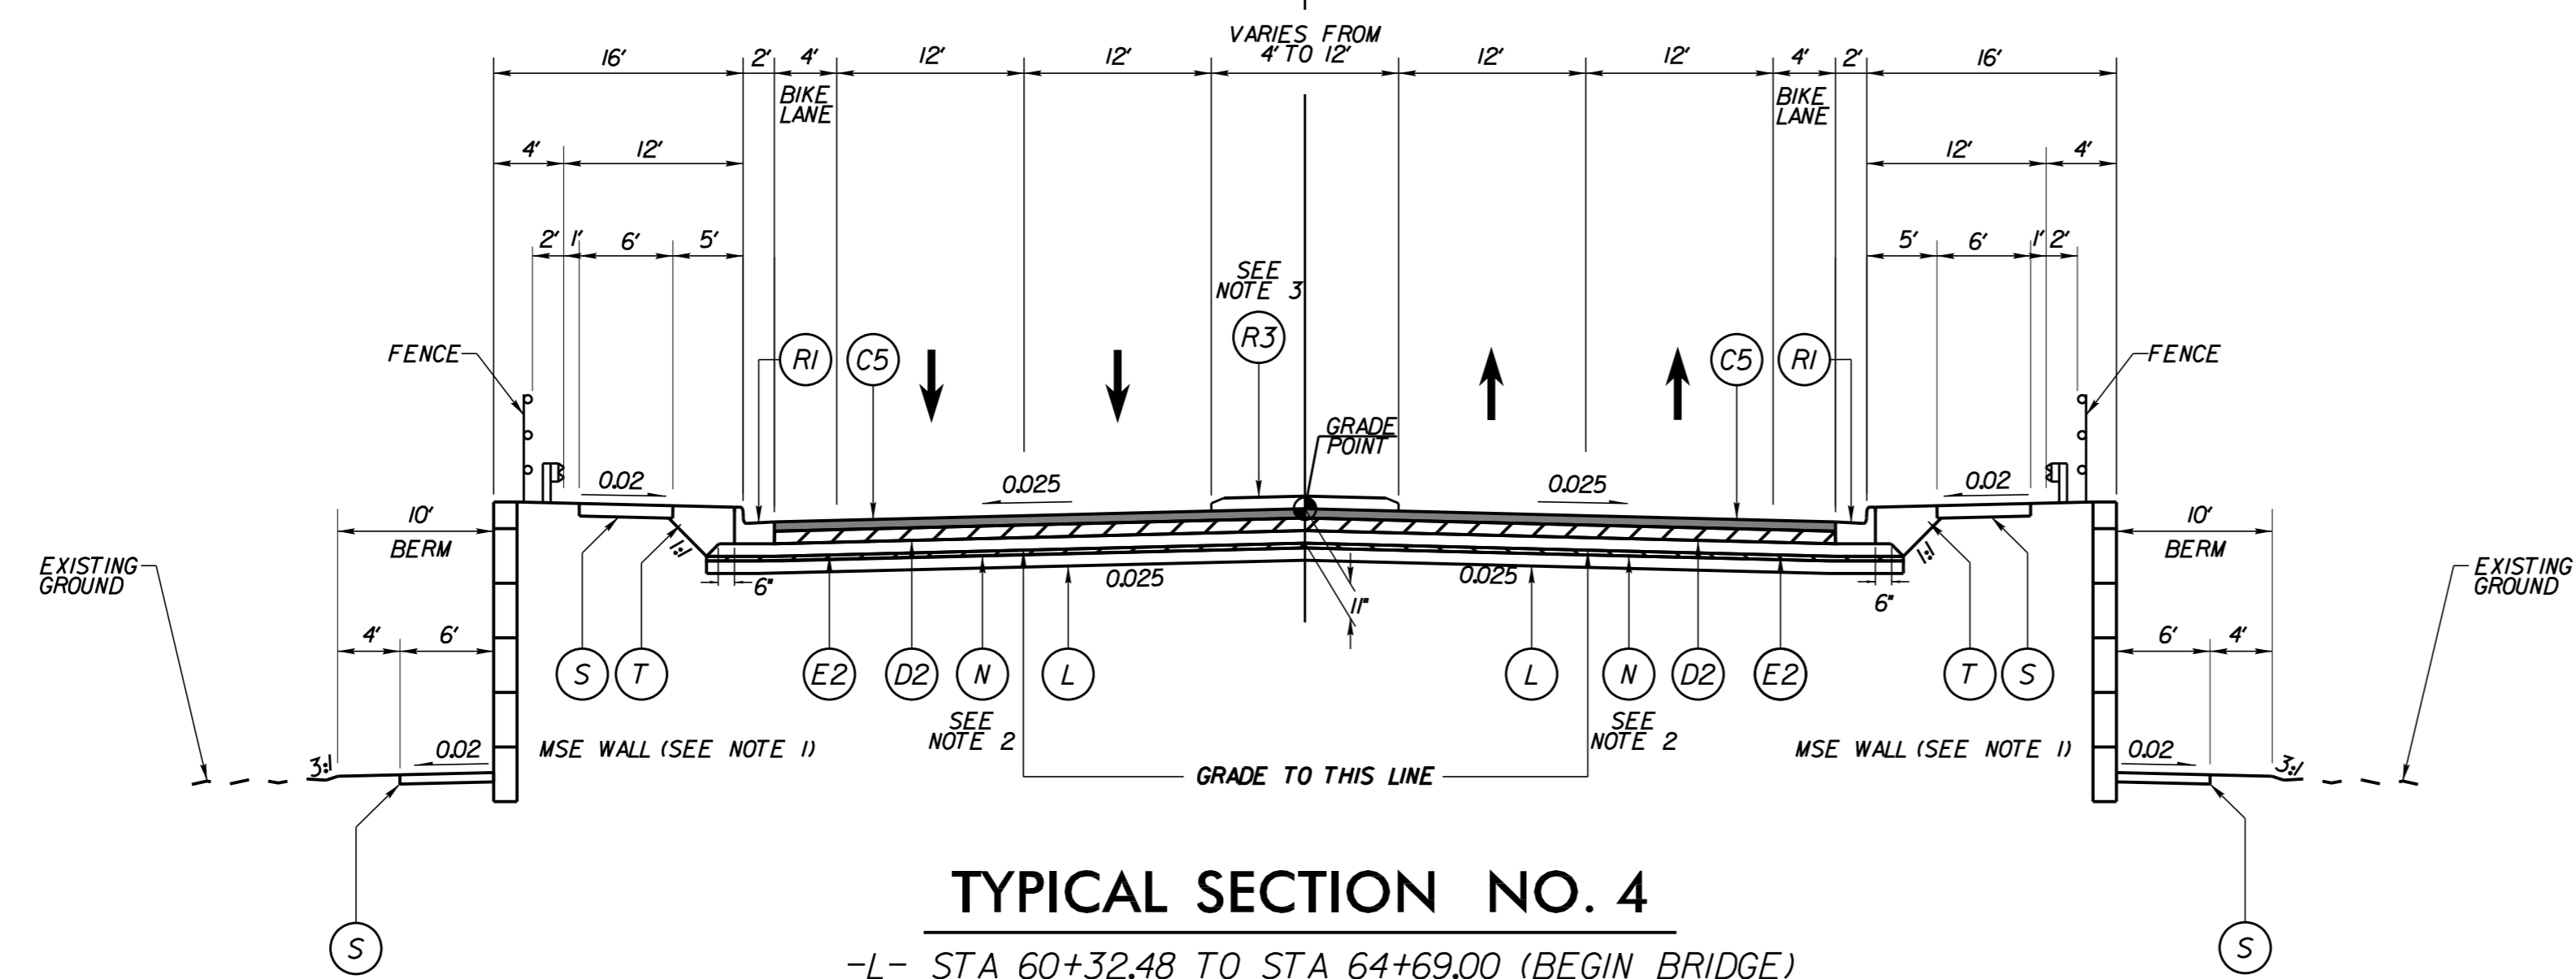 VARIES FROM
4' TO 12'
16' 2' 4' 12' 12' 12' 12' 4' 2' 16'
BIKE
LANE
BIKE
LANE
4' 12' 12' 4'
2' 1' 6' 5' 5' 6' 1' 2'
SEE
NOTE 3
R3
FENCE R1 C5 C5 R1 FENCE
GRADE
POINT
0.02 0.025 0.025 0.02
10' 10'
BERM BERM
1:1 1:1
EXISTING
GROUND
EXISTING
GROUND
6" 0.025 0.025 6"
11"
4' 6' 6' 4'
S T E2 D2 N L L N D2 E2 T S
SEE
NOTE 2
SEE
NOTE 2
3:1 0.02 MSE WALL (SEE NOTE 1) MSE WALL (SEE NOTE 1) 0.02 3:1
GRADE TO THIS LINE
TYPICAL SECTION NO. 4
S S
-L- STA 60+32.48 TO STA 64+69.00 (BEGIN BRIDGE)